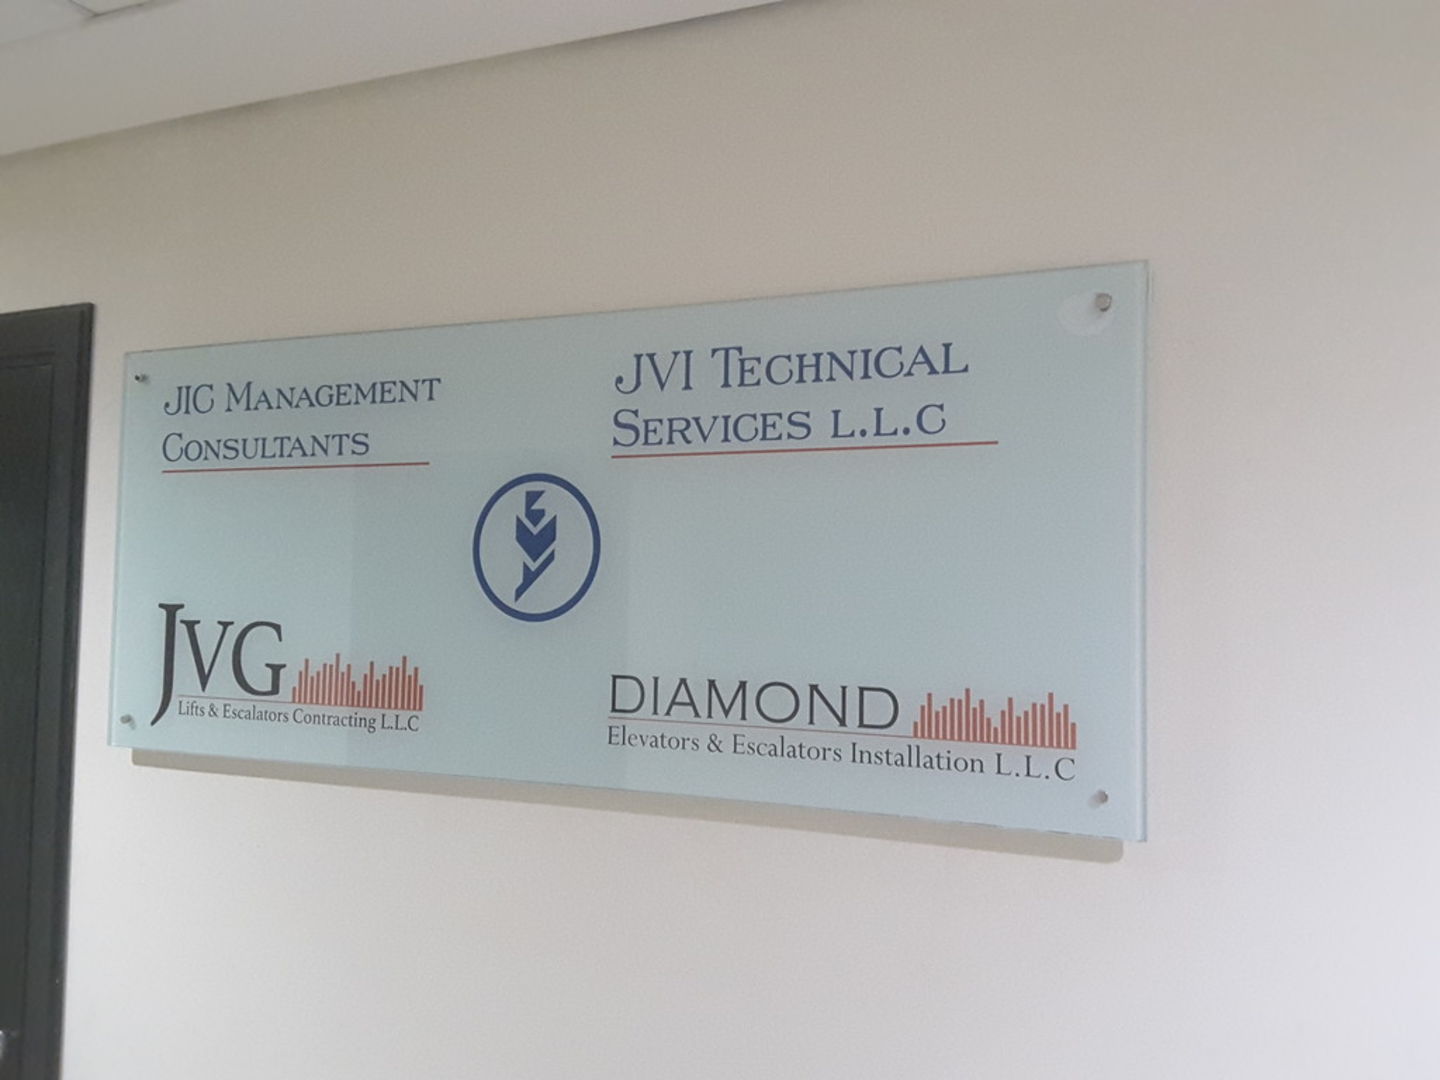 JIC MANAGEMENT
CONSULTANTS
JVI TECHNICAL
SERVICES L.L.C
JVG
Lifts & Escalators Contracting L.L.C
DIAMOND
Elevators & Escalators Installation L.L.C